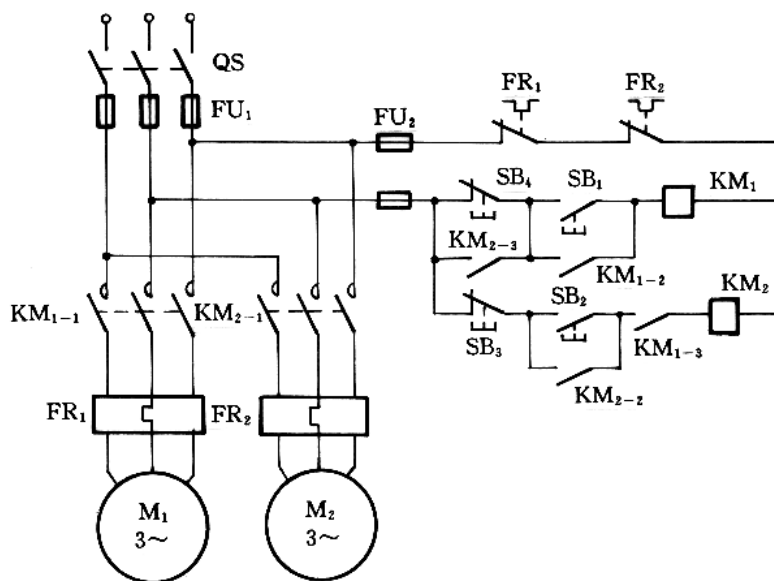 QS
FU₁
FR₁
FR₂
FU₂
SB₄
SB₁
KM₁
KM₂₋₃
KM₁₋₂
KM₂
SB₂
KM₁₋₁
KM₂₋₁
SB₃
KM₁₋₃
KM₂₋₂
FR₁
FR₂
M₁
3～
M₂
3～